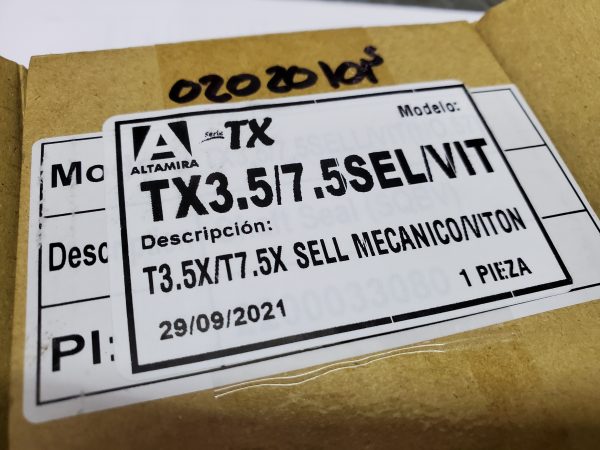 0202010
Modelo:
ALTAMIRA
Serie TX
TX3.5/7.5SEL/VIT
Descripción:
T3.5X/T7.5X SELL MECANICO/VITON
29/09/2021
1 PIEZA
Mo
Desc
PI: